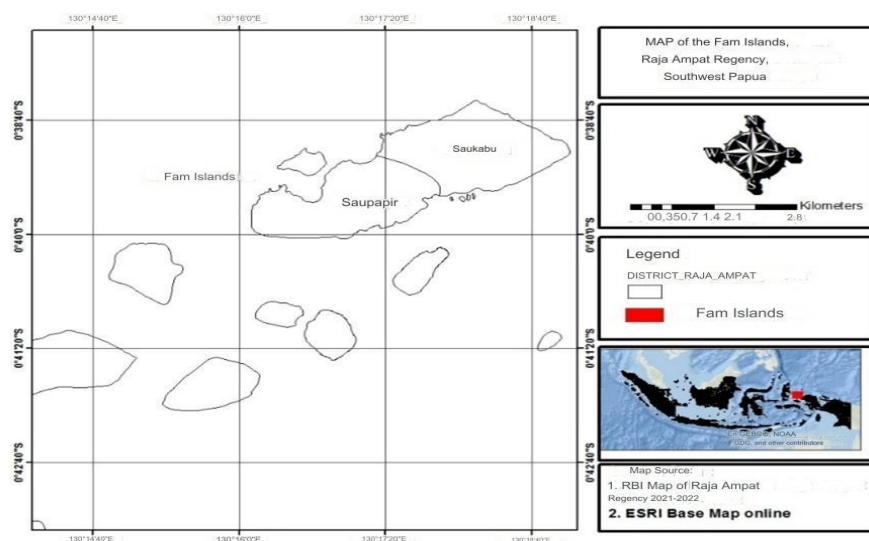 130°14'40"E 130°16'0"E 130°17'20"E 130°18'40"E
0°38'40"S 0°38'40"S
Saukabu
Fam Islands
Saupapir
0°40'0"S 0°40'0"S
0°41'20"S 0°41'20"S
0°42'40"S 0°42'40"S
130°14'40"E 130°16'0"E 130°17'20"E 130°18'40"E
MAP of the Fam Islands,
Raja Ampat Regency,
Southwest Papua
N
W E
S
Kilometers
00,350.7 1.4 2.1 2.8
Legend
DISTRICT_RAJA_AMPAT
Fam Islands
GEBCO, NOAA
and other contributors
Map Source:
1. RBI Map of Raja Ampat
Regency 2021-2022
2. ESRI Base Map online